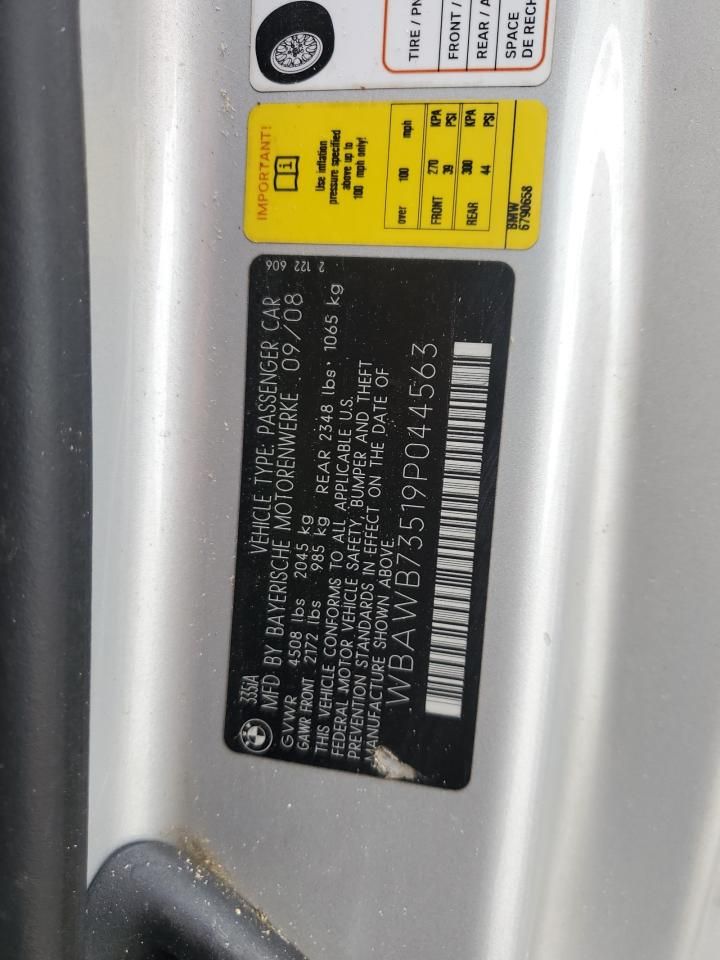 TIRE / PN
FRONT /
REAR / A
SPACE
DE RECH
IMPORTANT!
Use inflation
pressure specified
above up to
100 mph only!
over 100 mph
FRONT 270 KPA
39 PSI
REAR 300 KPA
44 PSI
BMW
6790658
2 122 606
335iA VEHICLE TYPE: PASSENGER CAR
MFD BY BAYERISCHE MOTORENWERKE 09/08
GVWR 4508 lbs 2045 kg
GAWR FRONT 2172 lbs 985 kg REAR 2348 lbs 1065 kg
THIS VEHICLE CONFORMS TO ALL APPLICABLE U.S.
FEDERAL MOTOR VEHICLE SAFETY, BUMPER AND THEFT
PREVENTION STANDARDS IN EFFECT ON THE DATE OF
MANUFACTURE SHOWN ABOVE.
WBAWB73519P044563